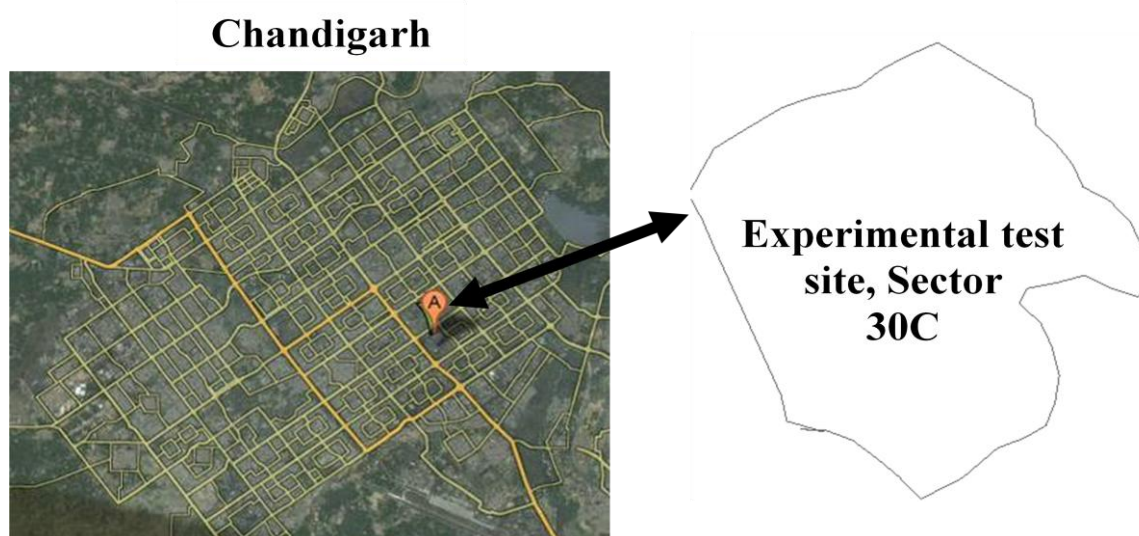 Chandigarh
A
Experimental test
site, Sector
30C